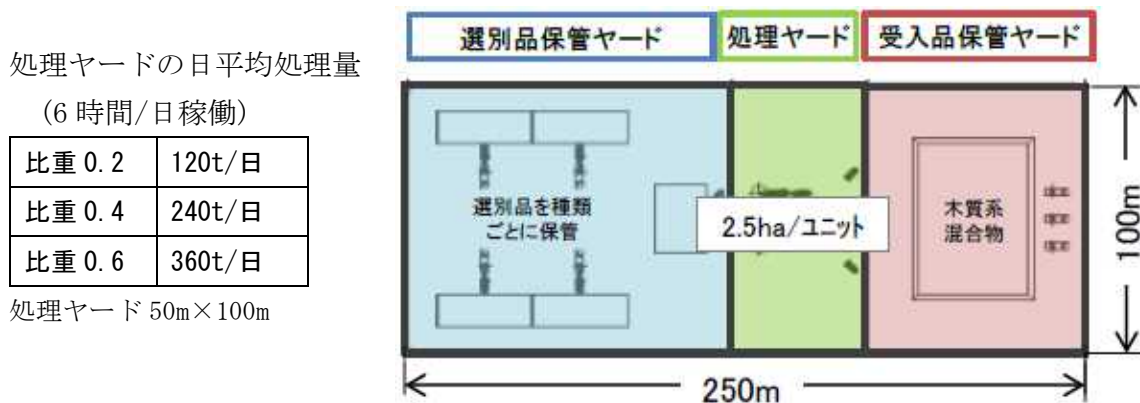 処理ヤードの日平均処理量
(6 時間/日稼働)
比重 0.2 120t/日
比重 0.4 240t/日
比重 0.6 360t/日
処理ヤード 50m×100m
選別品保管ヤード 処理ヤード 受入品保管ヤード
選別品を種類
ごとに保管
2.5ha/ユニット
木質系
混合物
100m
250m